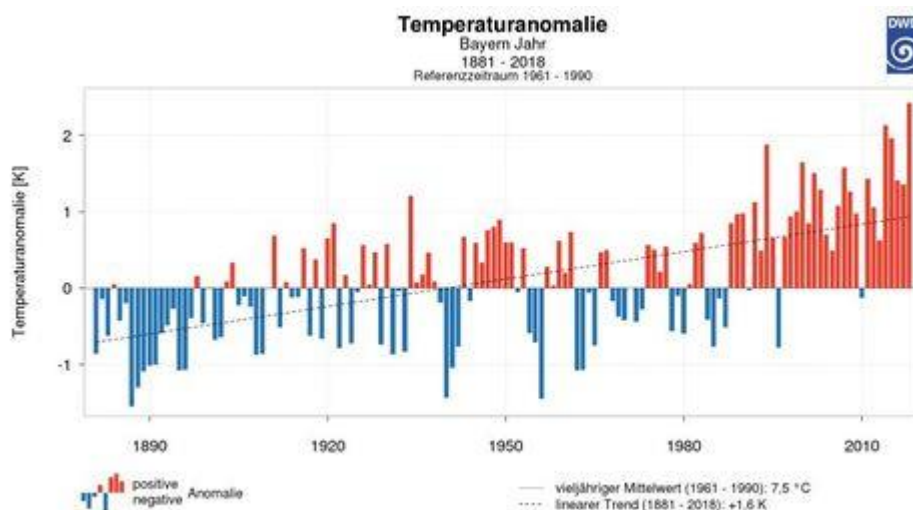 Temperaturanomalie
Bayern Jahr
1881 - 2018
Referenzzeitraum 1961 - 1990
DWD
Temperaturanomalie [K]
2
1
0
-1
1890
1920
1950
1980
2010
positive
negative
Anomalie
vieljähriger Mittelwert (1961 - 1990): 7,5 °C
linearer Trend (1881 - 2018): +1,6 K